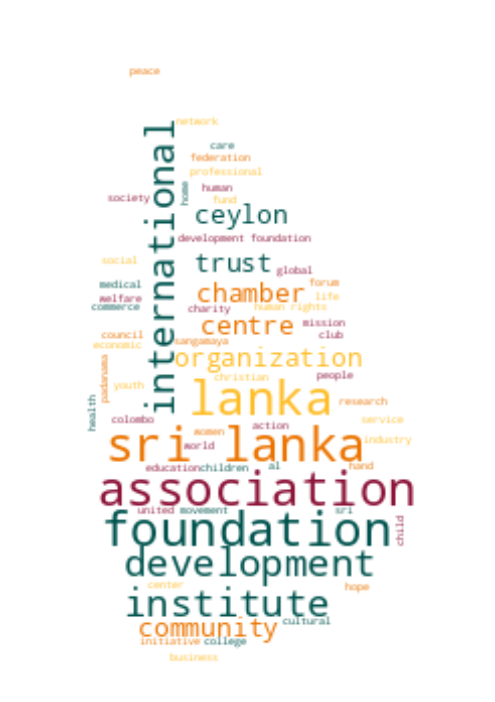 peace
network
care
federation
professional
human
home
society
fund
ceylon
international
development foundation
social
trust
global
medical
forum
chamber
life
welfare
commerce
charity
human rights
centre
mission
council
club
sangamaya
economic
organization
padanama
christian
people
youth
lanka
research
health
colombo
service
action
women
sri lanka
industry
world
education
children
al
hand
association
united
movement
sri
foundation
child
development
center
hope
institute
cultural
community
initiative
college
business